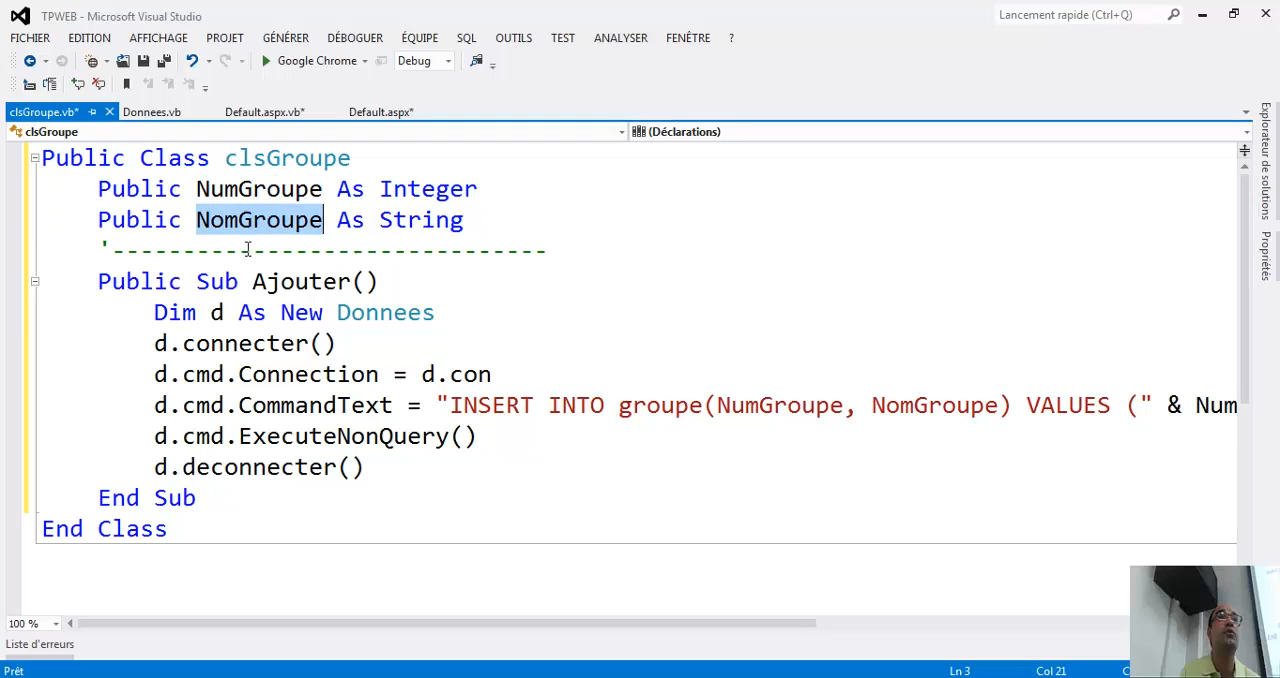 TPWEB - Microsoft Visual Studio
Lancement rapide (Ctrl+Q)
FICHIER EDITION AFFICHAGE PROJET GÉNÉRER DÉBOGUER ÉQUIPE SQL OUTILS TEST ANALYSER FENÊTRE ?
Google Chrome Debug
clsGroupe.vb* Donnees.vb Default.aspx.vb* Default.aspx*
clsGroupe (Déclarations)
Public Class clsGroupe
Public NumGroupe As Integer
Public NomGroupe As String
'-------------------------------
Public Sub Ajouter()
Dim d As New Donnees
d.connecter()
d.cmd.Connection = d.con
d.cmd.CommandText = "INSERT INTO groupe(NumGroupe, NomGroupe) VALUES (" & Num
d.cmd.ExecuteNonQuery()
d.deconnecter()
End Sub
End Class
Explorateur de solutions
Propriétés
100 %
Liste d'erreurs
Prêt Ln 3 Col 21 C